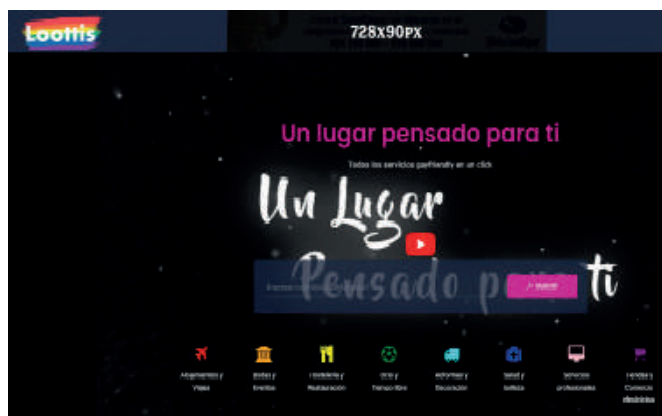 Loottis
728x90PX
Un lugar pensado para ti
Todos los servicios gayfriendly en un click
Un Lugar
Pensado para ti
Alojamientos y
Viajes
Bodas y
Eventos
Hostelería y
Restauración
Ocio y
Tiempo libre
Reformas y
Decoración
Salud y
belleza
Servicios
profesionales
Tiendas y
Comercio
electrónico